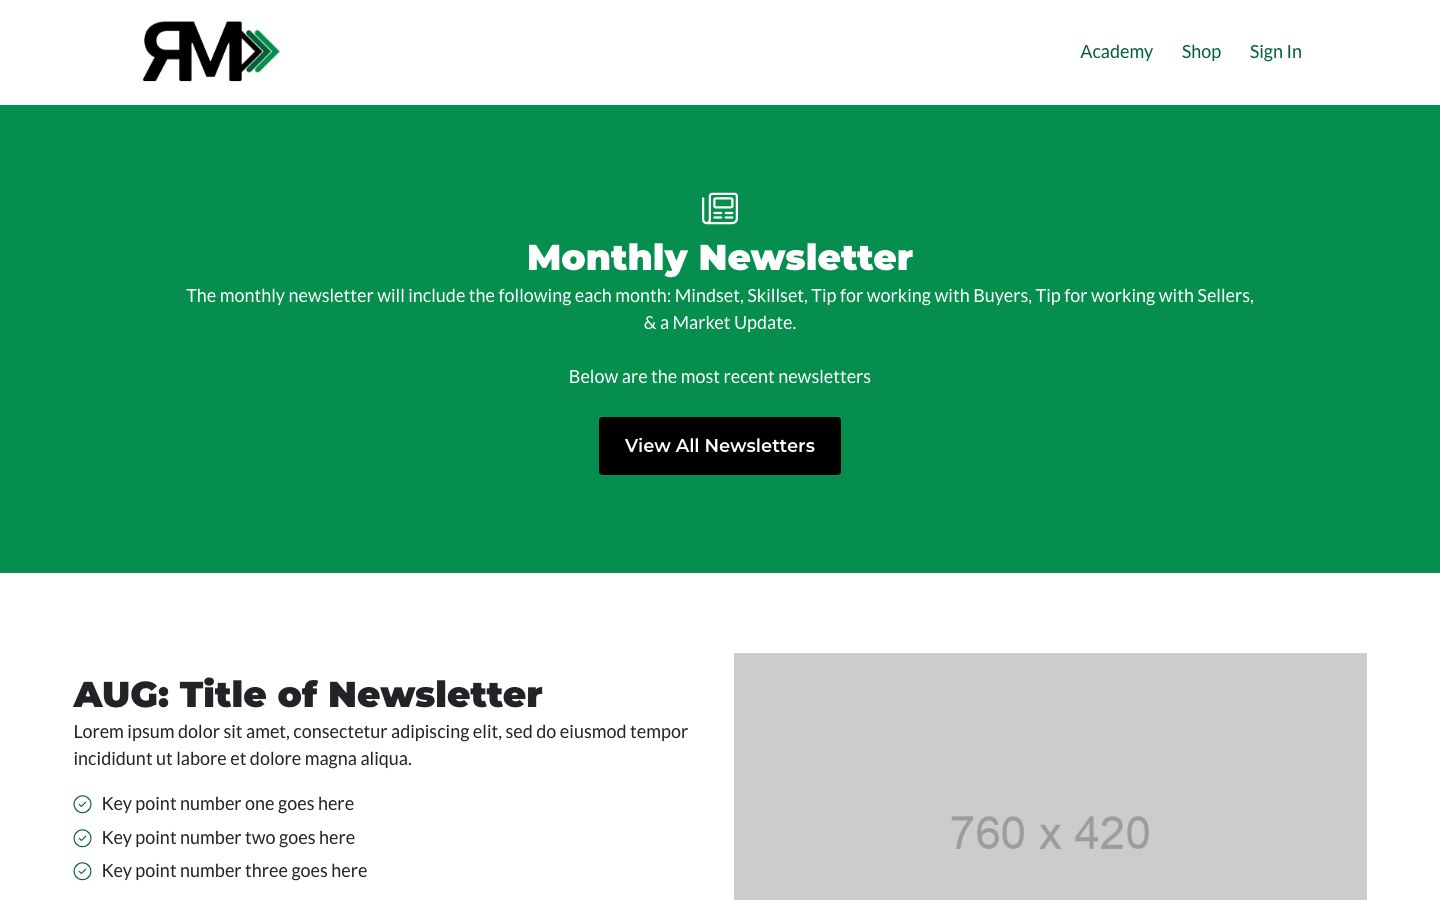 ЯM
Academy Shop Sign In
Monthly Newsletter
The monthly newsletter will include the following each month: Mindset, Skillset, Tip for working with Buyers, Tip for working with Sellers,
& a Market Update.
Below are the most recent newsletters
View All Newsletters
AUG: Title of Newsletter
Lorem ipsum dolor sit amet, consectetur adipiscing elit, sed do eiusmod tempor
incididunt ut labore et dolore magna aliqua.
Key point number one goes here
Key point number two goes here
Key point number three goes here
760 x 420